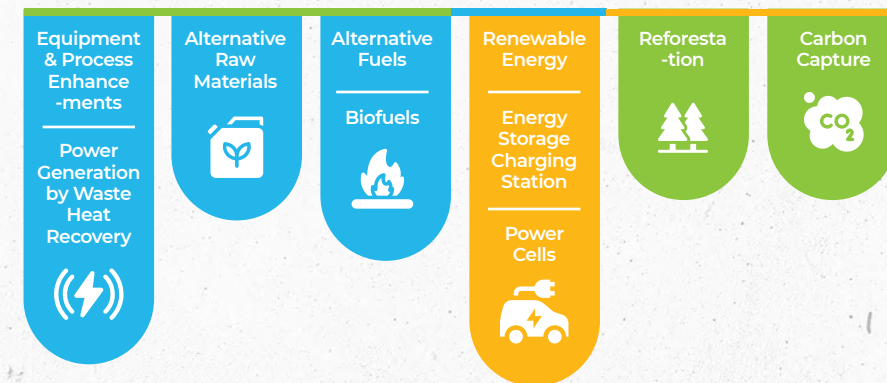 Equipment
& Process
Enhance
-ments
Power
Generation
by Waste
Heat
Recovery
Alternative
Raw
Materials
Alternative
Fuels
Biofuels
Renewable
Energy
Energy
Storage
Charging
Station
Power
Cells
Reforesta
-tion
Carbon
Capture
CO2